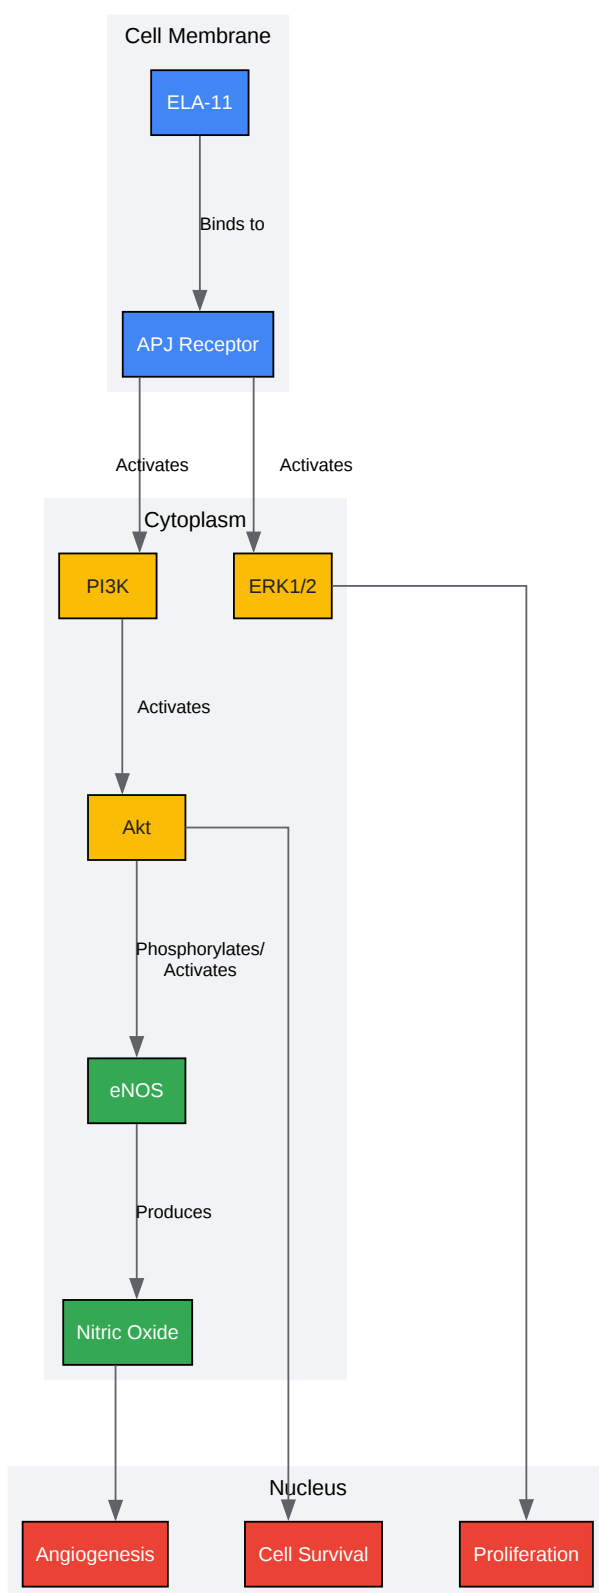 Cell Membrane
ELA-11
Binds to
APJ Receptor
Activates
Activates
Cytoplasm
PI3K
ERK1/2
Activates
Akt
Phosphorylates/
Activates
eNOS
Produces
Nitric Oxide
Nucleus
Angiogenesis
Cell Survival
Proliferation